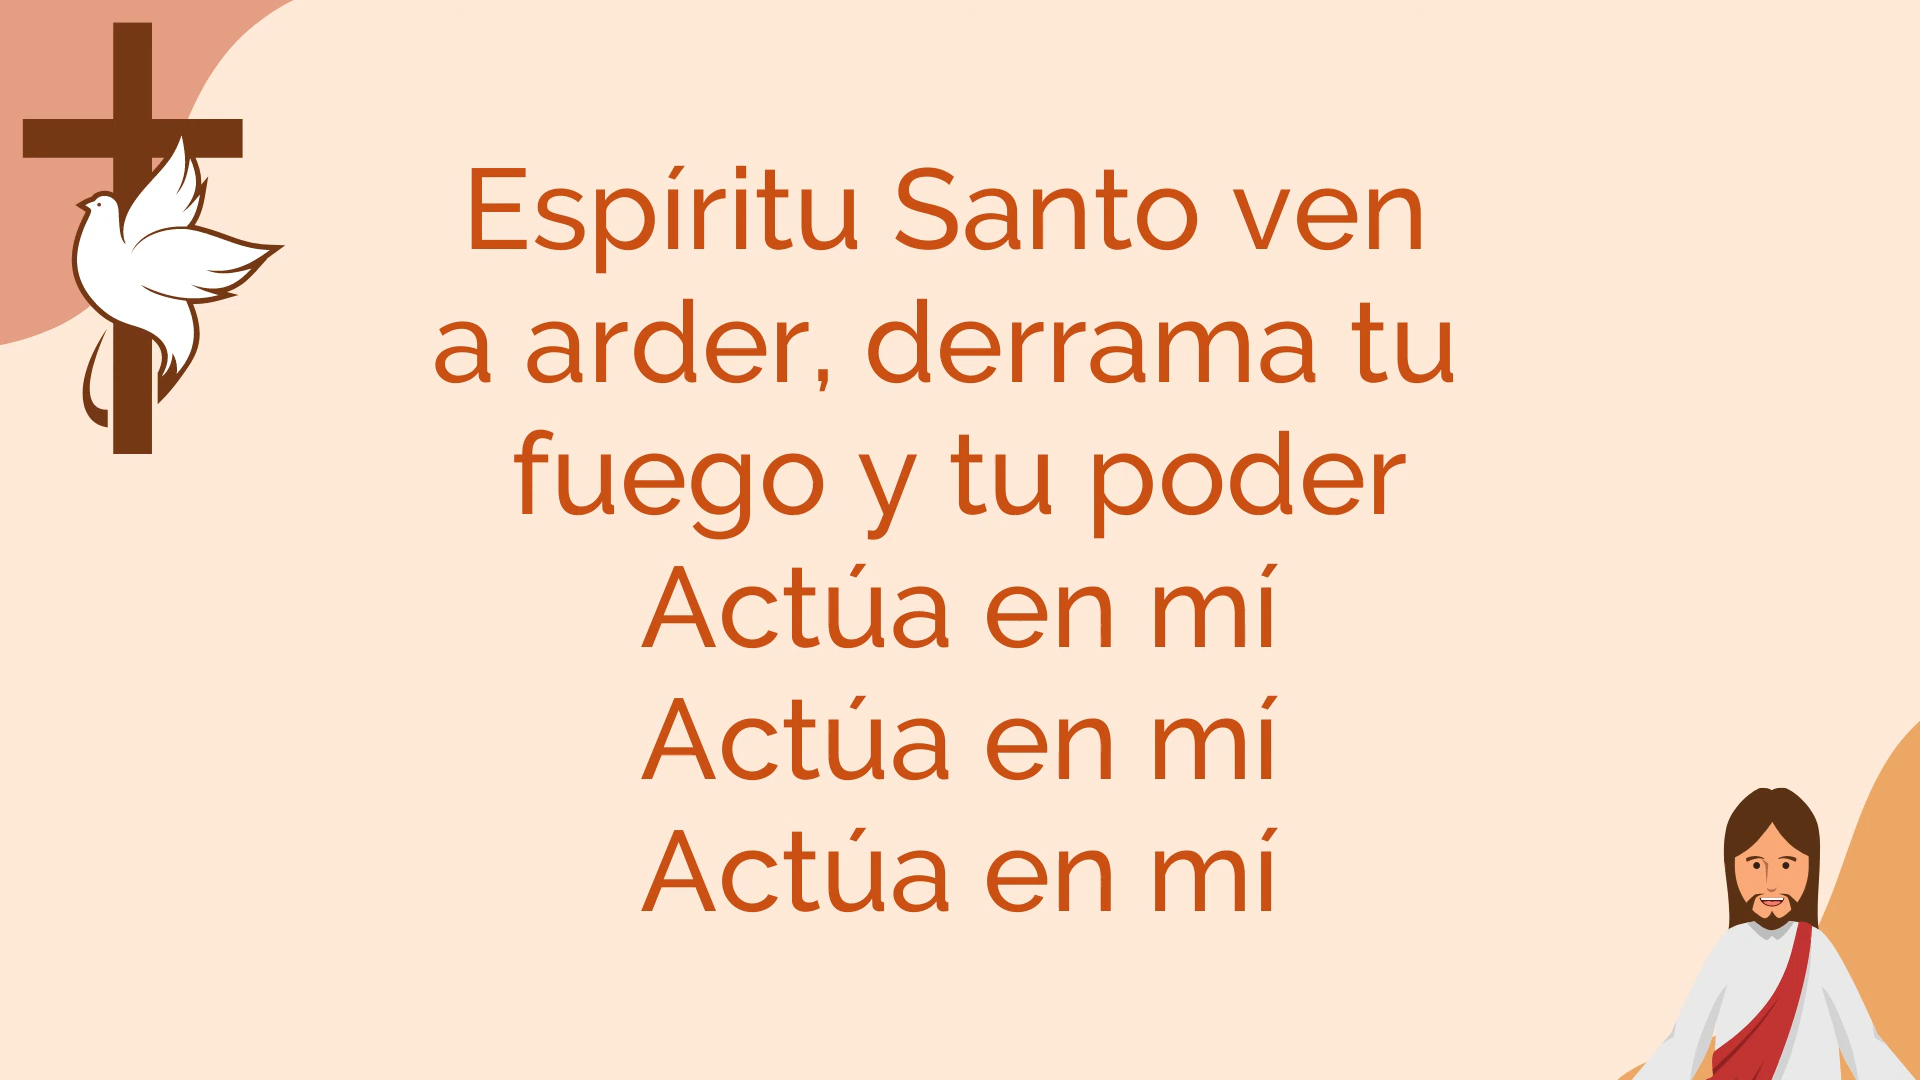 Espíritu Santo ven
a arder, derrama tu
fuego y tu poder
Actúa en mí
Actúa en mí
Actúa en mí